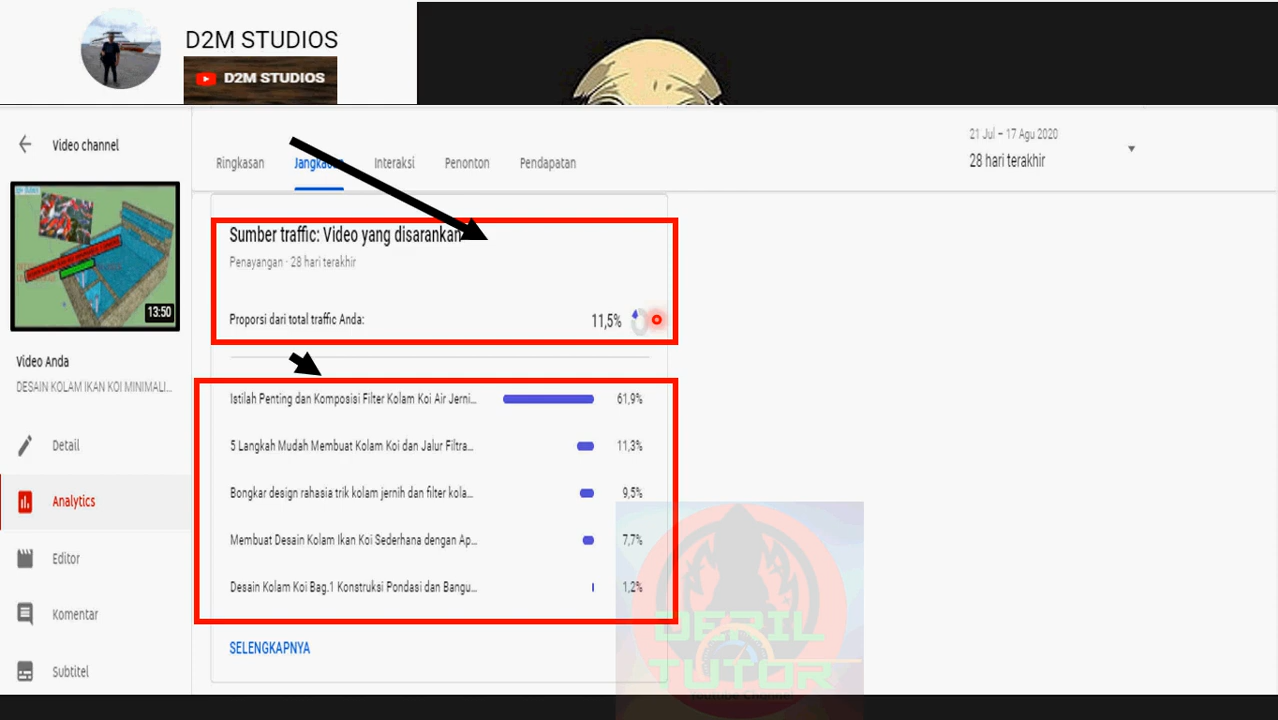 D2M STUDIOS
D2M STUDIOS
Video channel
21 Jul – 17 Agu 2020
28 hari terakhir
Ringkasan
Interaksi
Penonton
Pendapatan
Sumber traffic: Video yang disarankan
Penayangan · 28 hari terakhir
Proporsi dari total traffic Anda:
11,5%
13:50
Video Anda
DESAIN KOLAM IKAN KOI MINIMALI...
Istilah Penting dan Komposisi Filter Kolam Koi Air Jerni...
61,9%
5 Langkah Mudah Membuat Kolam Koi dan Jalur Filtra...
11,3%
Bongkar design rahasia trik kolam jernih dan filter kola...
9,5%
Membuat Desain Kolam Ikan Koi Sederhana dengan Ap...
7,7%
Desain Kolam Koi Bag.1 Konstruksi Pondasi dan Bangu...
1,2%
SELENGKAPNYA
Detail
Analytics
Editor
Komentar
Subtitel
DERIL
TUTOR
Youtube Channel